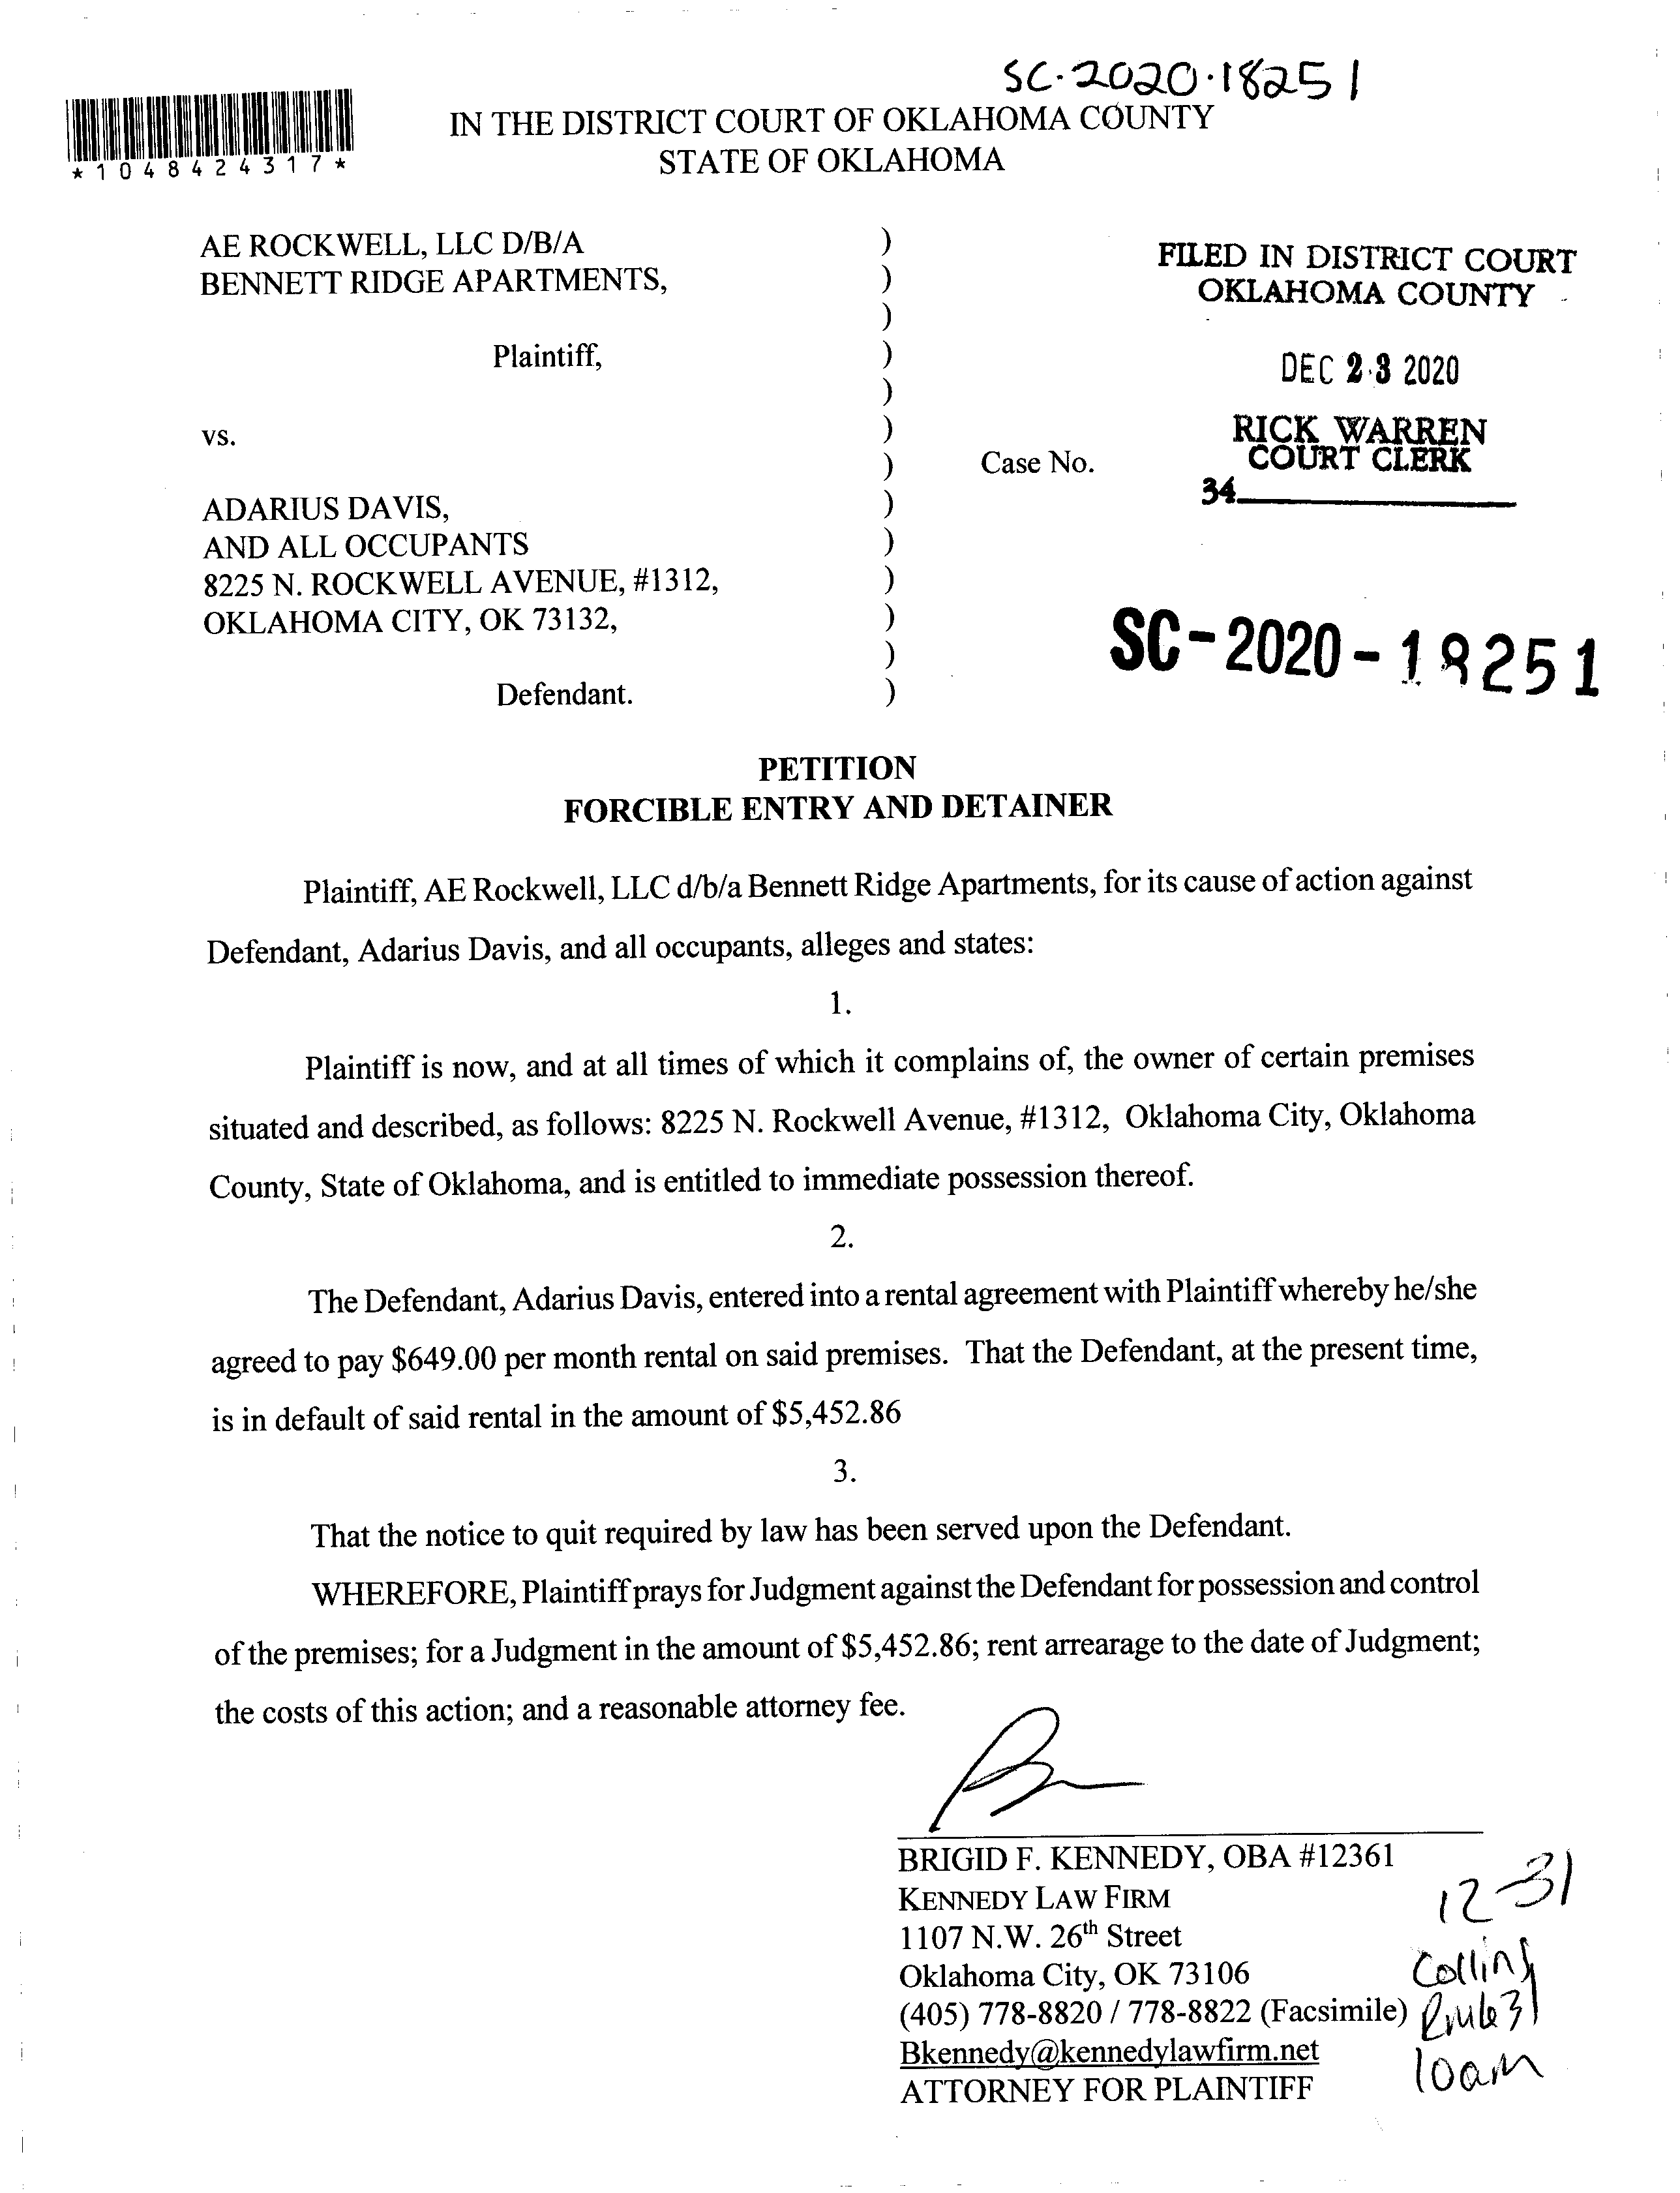 SC-2020-18251
*1048424317*
IN THE DISTRICT COURT OF OKLAHOMA COUNTY
STATE OF OKLAHOMA
AE ROCKWELL, LLC D/B/A )
BENNETT RIDGE APARTMENTS, )
)
Plaintiff, )
)
vs. )
) Case No.
ADARIUS DAVIS, )
AND ALL OCCUPANTS )
8225 N. ROCKWELL AVENUE, #1312, )
OKLAHOMA CITY, OK 73132, )
)
Defendant. )
FILED IN DISTRICT COURT
OKLAHOMA COUNTY
DEC 23 2020
RICK WARREN
COURT CLERK
34
SC-2020-18251
PETITION
FORCIBLE ENTRY AND DETAINER
Plaintiff, AE Rockwell, LLC d/b/a Bennett Ridge Apartments, for its cause of action against
Defendant, Adarius Davis, and all occupants, alleges and states:
1.
Plaintiff is now, and at all times of which it complains of, the owner of certain premises
situated and described, as follows: 8225 N. Rockwell Avenue, #1312, Oklahoma City, Oklahoma
County, State of Oklahoma, and is entitled to immediate possession thereof.
2.
The Defendant, Adarius Davis, entered into a rental agreement with Plaintiff whereby he/she
agreed to pay $649.00 per month rental on said premises. That the Defendant, at the present time,
is in default of said rental in the amount of $5,452.86
3.
That the notice to quit required by law has been served upon the Defendant.
WHEREFORE, Plaintiff prays for Judgment against the Defendant for possession and control
of the premises; for a Judgment in the amount of $5,452.86; rent arrearage to the date of Judgment;
the costs of this action; and a reasonable attorney fee.
BRIGID F. KENNEDY, OBA #12361
KENNEDY LAW FIRM
1107 N.W. 26th Street
Oklahoma City, OK 73106
(405) 778-8820 / 778-8822 (Facsimile)
Bkennedy@kennedylawfirm.net
ATTORNEY FOR PLAINTIFF
12-31
Collins
10am